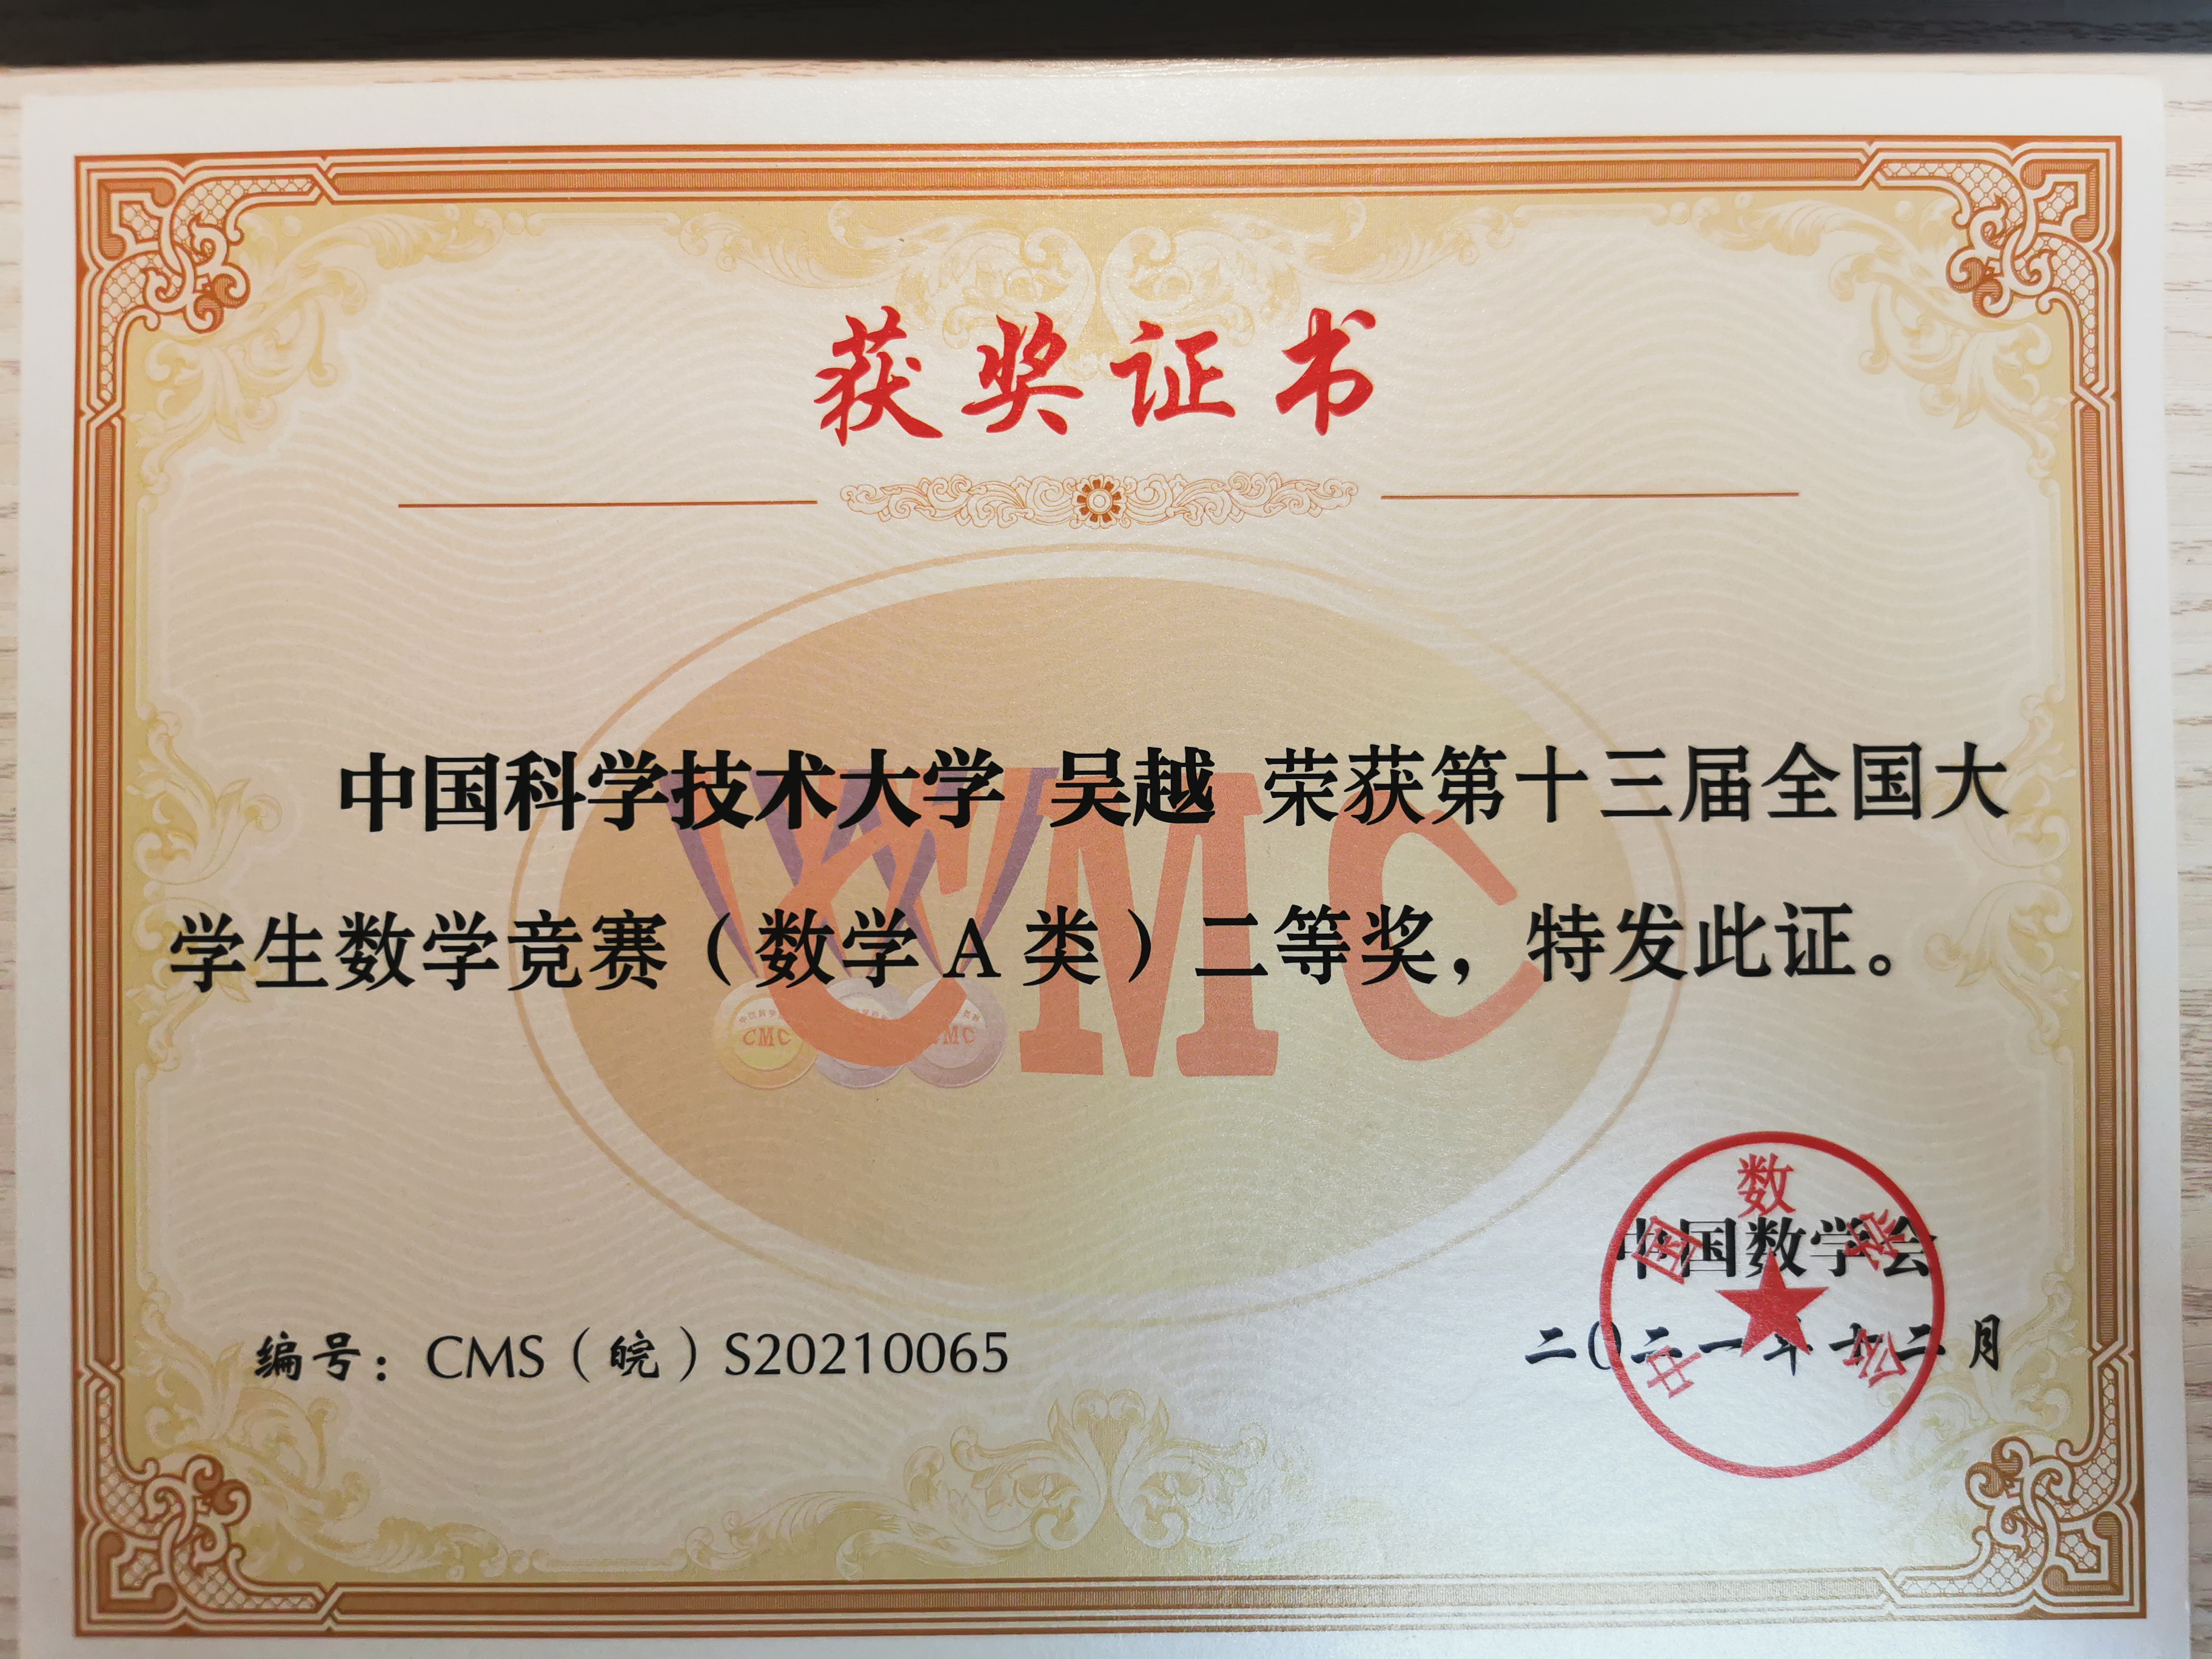 获奖证书
中国科学技术大学 吴越 荣获第十三届全国大
学生数学竞赛（数学 A 类）二等奖，特发此证。
CMC
CMC
中国数学会
中国数学会
编号：CMS（皖）S20210065
二〇二一年十二月